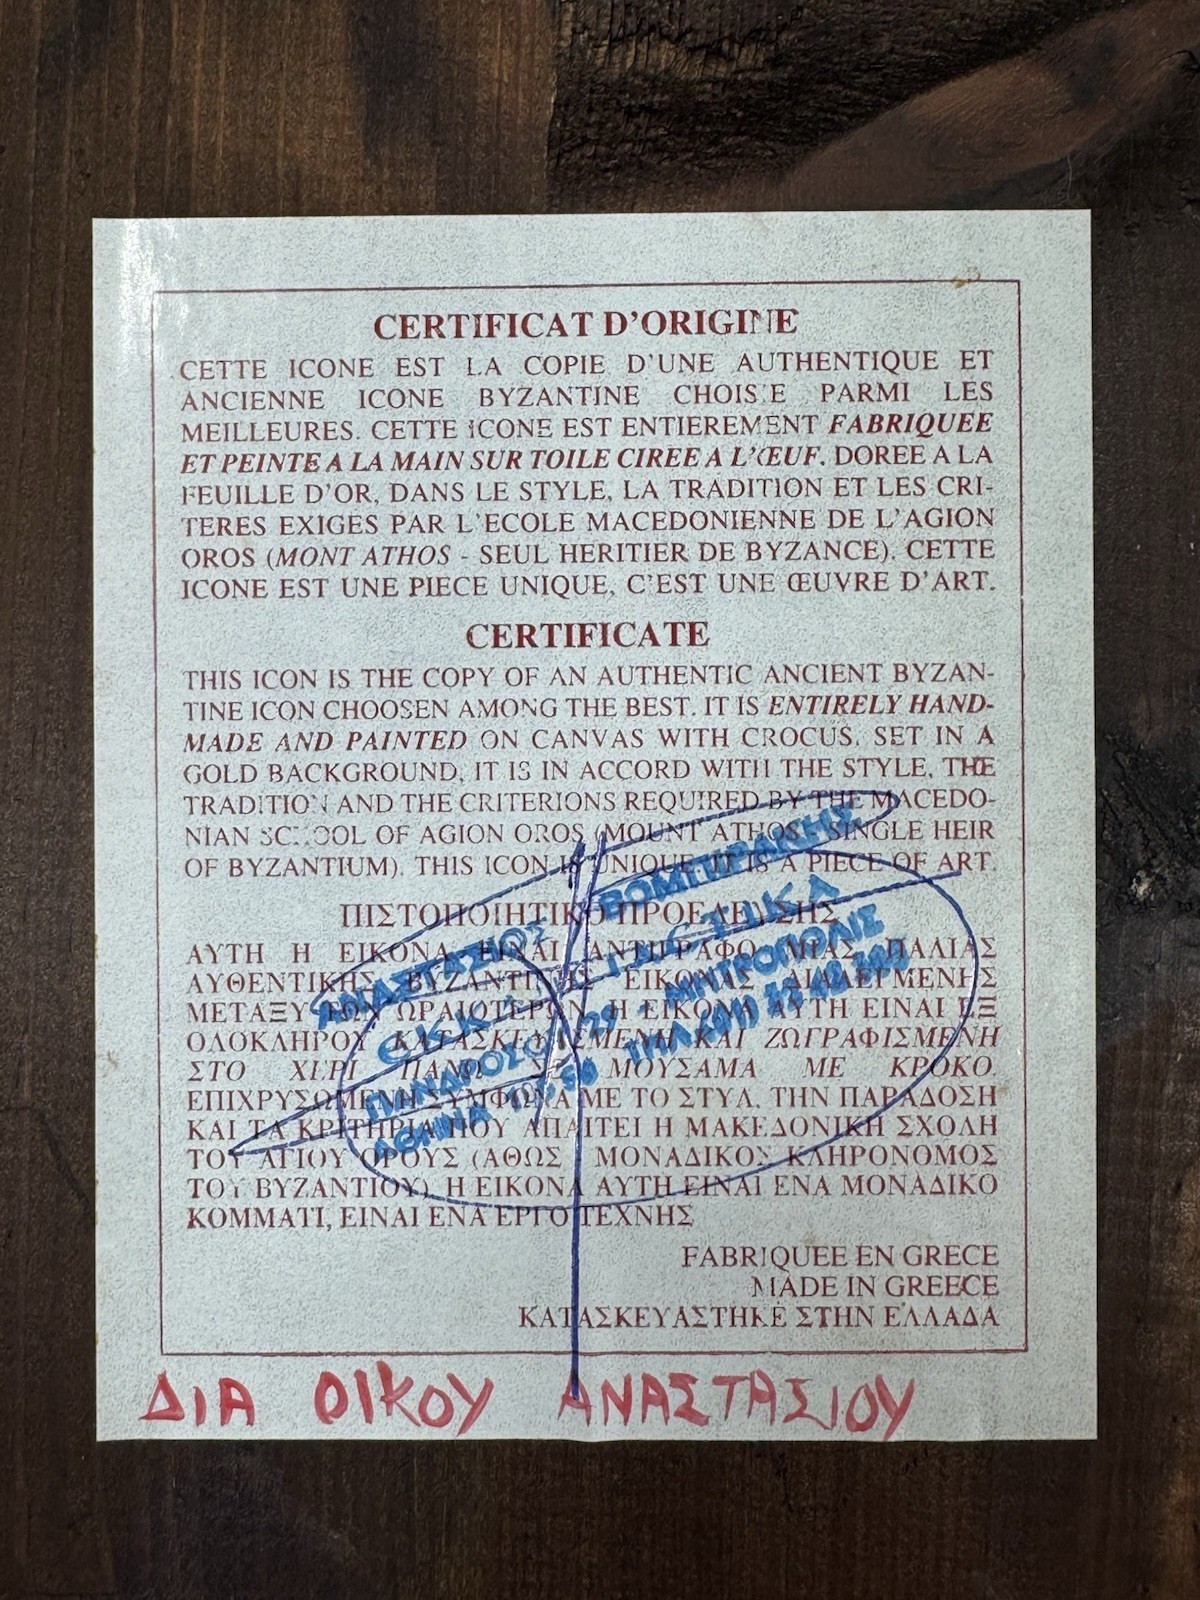 CERTIFICAT D'ORIGINE
CETTE ICONE EST LA COPIE D'UNE AUTHENTIQUE ET
ANCIENNE ICONE BYZANTINE CHOISIE PARMI LES
MEILLEURES. CETTE ICONE EST ENTIEREMENT FABRIQUEE
ET PEINTE A LA MAIN SUR TOILE CIREE A L'ŒUF. DOREE A LA
FEUILLE D'OR, DANS LE STYLE, LA TRADITION ET LES CRI-
TERES EXIGES PAR L'ECOLE MACEDONIENNE DE L'AGION
OROS (MONT ATHOS - SEUL HERITIER DE BYZANCE). CETTE
ICONE EST UNE PIECE UNIQUE, C'EST UNE ŒUVRE D'ART.
CERTIFICATE
THIS ICON IS THE COPY OF AN AUTHENTIC ANCIENT BYZAN-
TINE ICON CHOOSEN AMONG THE BEST. IT IS ENTIRELY HAND-
MADE AND PAINTED ON CANVAS WITH CROCUS. SET IN A
GOLD BACKGROUND, IT IS IN ACCORD WITH THE STYLE, THE
TRADITION AND THE CRITERIONS REQUIRED BY THE MACEDO-
NIAN SCHOOL OF AGION OROS (MOUNT ATHOS - SINGLE HEIR
OF BYZANTIUM). THIS ICON IS UNIQUE. IT IS A PIECE OF ART.
ΠΙΣΤΟΠΟΙΗΤΙΚΟ ΠΡΟΕΛΕΥΣΗΣ
ΑΥΤΗ Η ΕΙΚΟΝΑ ΕΙΝΑΙ ΑΝΤΙΓΡΑΦΟ ΜΙΑΣ ΠΑΛΙΑΣ
ΑΥΘΕΝΤΙΚΗΣ ΒΥΖΑΝΤΙΝΗΣ ΕΙΚΟΝΑΣ ΔΙΑΛΕΓΜΕΝΗΣ
ΜΕΤΑΞΥ ΤΩΝ ΩΡΑΙΟΤΕΡΩΝ. Η ΕΙΚΟΝΑ ΑΥΤΗ ΕΙΝΑΙ ΕΞ
ΟΛΟΚΛΗΡΟΥ ΚΑΤΑΣΚΕΥΑΣΜΕΝΗ ΚΑΙ ΖΩΓΡΑΦΙΣΜΕΝΗ
ΣΤΟ ΧΕΡΙ ΠΑΝΩ ΣΕ ΜΟΥΣΑΜΑ ΜΕ ΚΡΟΚΟ.
ΕΠΙΧΡΥΣΩΜΕΝΗ ΣΥΜΦΩΝΑ ΜΕ ΤΟ ΣΤΥΛ, ΤΗΝ ΠΑΡΑΔΟΣΗ
ΚΑΙ ΤΑ ΚΡΙΤΗΡΙΑ ΠΟΥ ΑΠΑΙΤΕΙ Η ΜΑΚΕΔΟΝΙΚΗ ΣΧΟΛΗ
ΤΟΥ ΑΓΙΟΥ ΟΡΟΥΣ (ΑΘΩΣ ΜΟΝΑΔΙΚΟΣ ΚΛΗΡΟΝΟΜΟΣ
ΤΟΥ ΒΥΖΑΝΤΙΟΥ). Η ΕΙΚΟΝΑ ΑΥΤΗ ΕΙΝΑΙ ΕΝΑ ΜΟΝΑΔΙΚΟ
ΚΟΜΜΑΤΙ, ΕΙΝΑΙ ΕΝΑ ΕΡΓΟ ΤΕΧΝΗΣ
ΑΝΑΣΤΑΣΙΟΣ ΒΟΜΠΙΡΑΚΗΣ
ΠΑΝΔΡΟΣΟΥ 29 - ΜΗΤΡΟΠΟΛΙΣ
ΑΘΗΝΑ ΤΗΛ.
FABRIQUEE EN GRECE
MADE IN GREECE
ΚΑΤΑΣΚΕΥΑΣΤΗΚΕ ΣΤΗΝ ΕΛΛΑΔΑ
ΔΙΑ ΟΙΚΟΥ ΑΝΑΣΤΑΣΙΟΥ